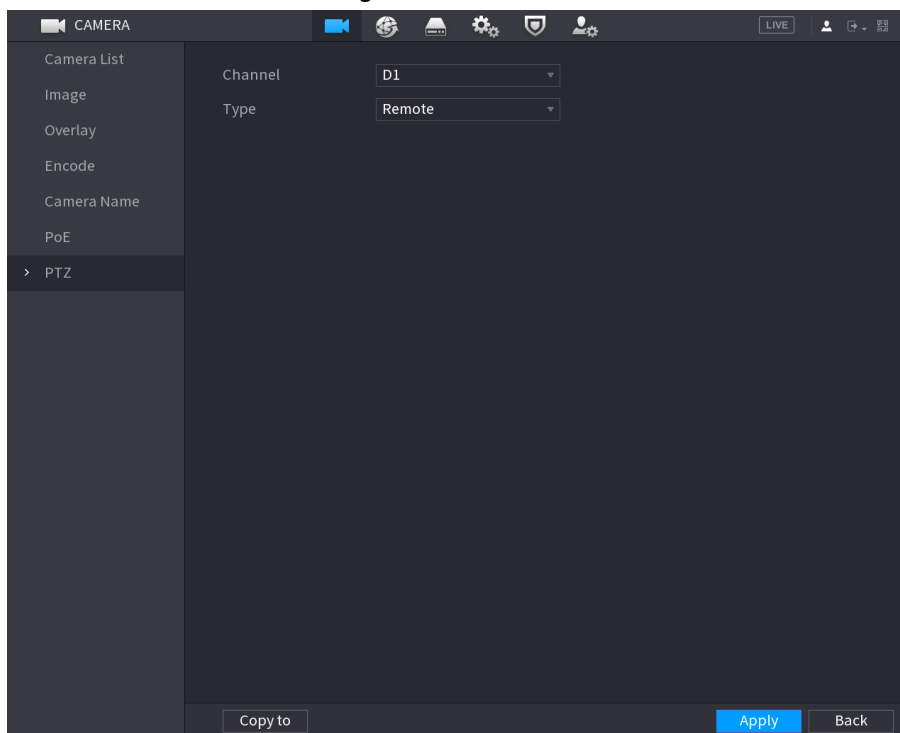 CAMERA
LIVE
Camera List
Image
Overlay
Encode
Camera Name
PoE
PTZ
Channel D1
Type Remote
Copy to Apply Back